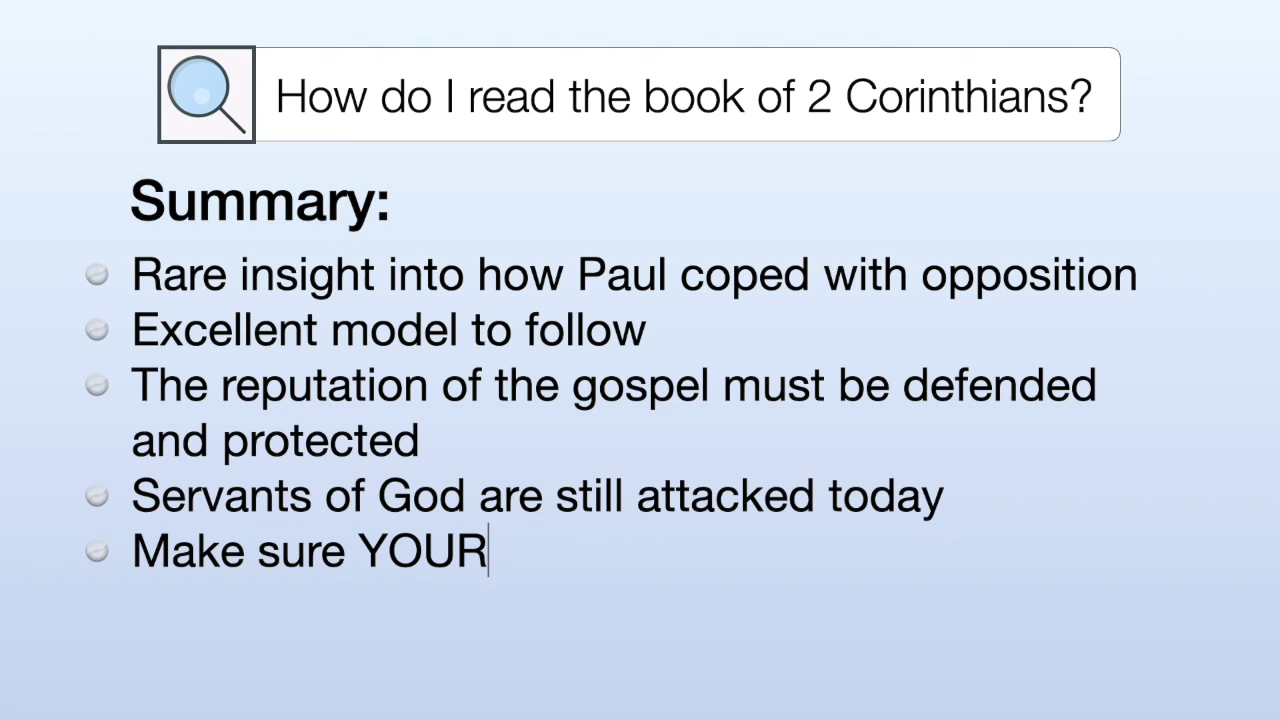 How do I read the book of 2 Corinthians?
Summary:
Rare insight into how Paul coped with opposition
Excellent model to follow
The reputation of the gospel must be defended
and protected
Servants of God are still attacked today
Make sure YOUR